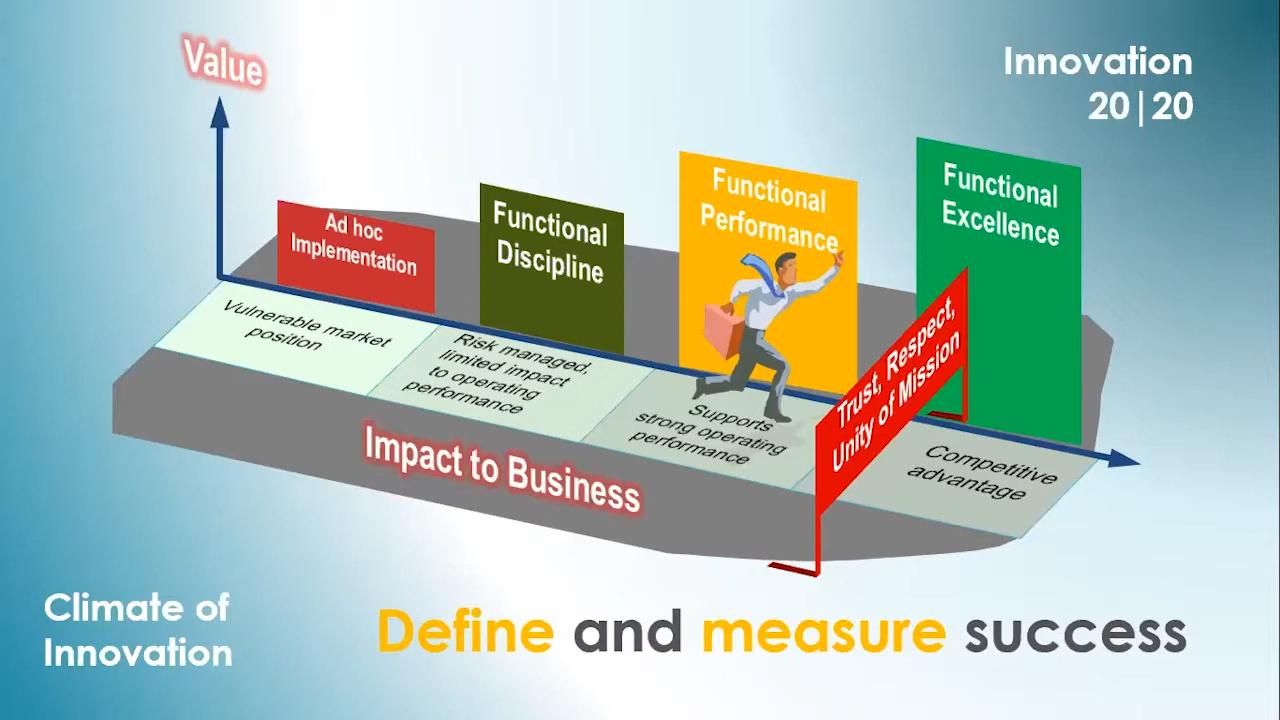 Value
Innovation
20|20
Ad hoc
Implementation
Functional
Discipline
Functional
Performance
Functional
Excellence
Vulnerable market
position
Risk managed,
limited impact
to operating
performance
Supports
strong operating
performance
Trust, Respect,
Unity of Mission
Competitive
advantage
Impact to Business
Climate of
Innovation
Define and measure success